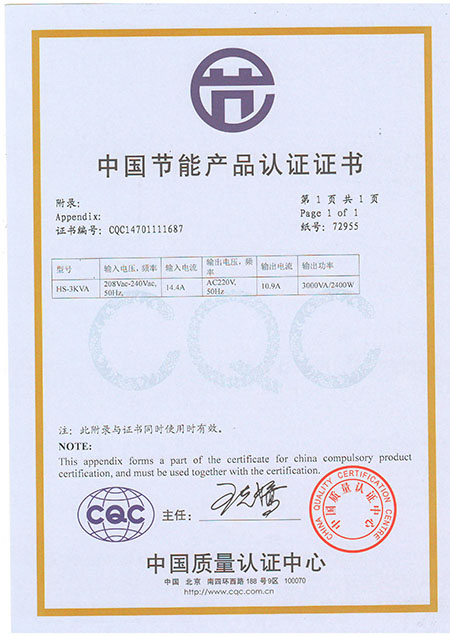 中国节能产品认证证书
附录:
Appendix:
证书编号: CQC14701111687
第 1 页 共 1 页
Page 1 of 1
纸号: 72955
型号 输入电压, 频率 输入电流 输出电压, 频率 输出电流 输出功率
HS-3KVA 208Vac-240Vac, 50Hz, 14.4A AC220V, 50Hz 10.9A 3000VA/2400W
CQC
注: 此附录与证书同时使用时有效。
NOTE:
This appendix forms a part of the certificate for china compulsory product
certification, and must be used together with the certification.
CQC
主任:
CHINA QUALITY CERTIFICATION CENTRE
中国质量认证中心
中国质量认证中心
中国 北京 南四环西路 188 号 9区 100070
http://www.cqc.com.cn